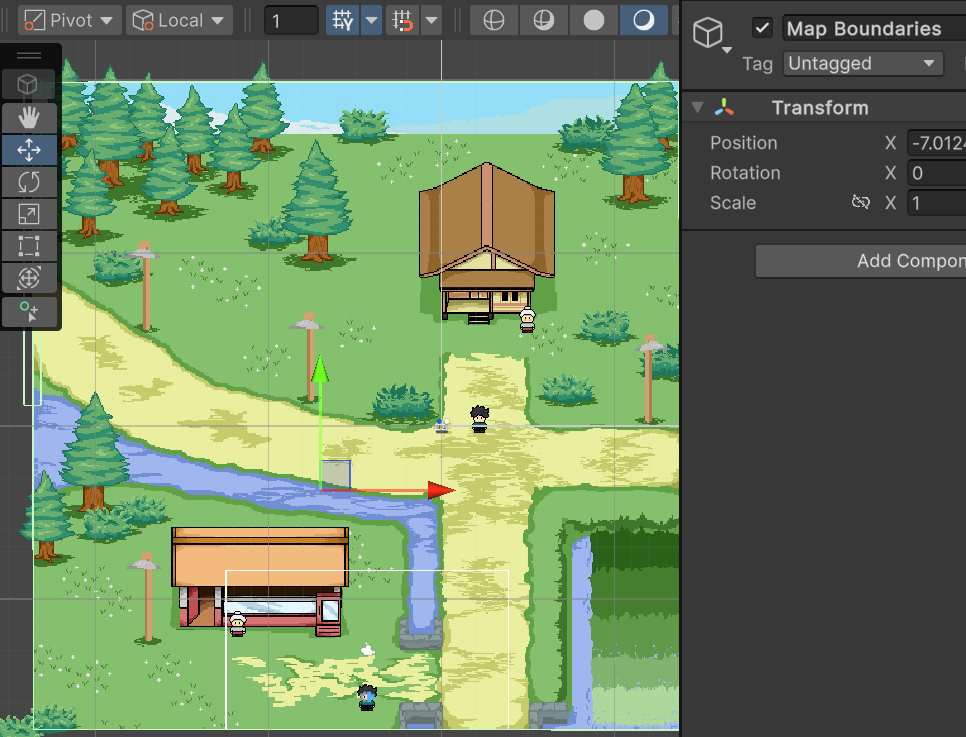 Pivot Local 1
Map Boundaries
Tag Untagged
Transform
Position X -7.0124
Rotation X 0
Scale X 1
Add Compon